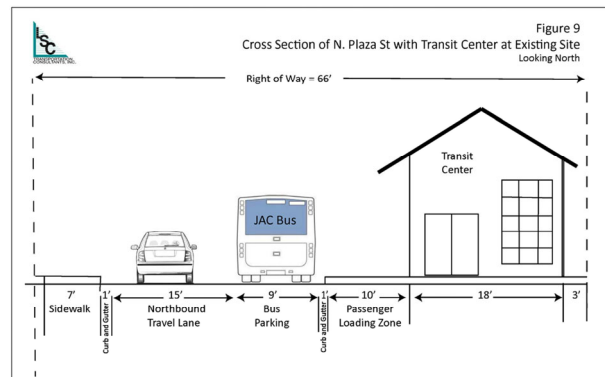 LSC
TRANSPORTATION
CONSULTANTS, INC.
Figure 9
Cross Section of N. Plaza St with Transit Center at Existing Site
Looking North
Right of Way = 66'
Transit
Center
JAC Bus
7'
Sidewalk
1'
Curb and Gutter
15'
Northbound
Travel Lane
9'
Bus
Parking
1'
Curb and Gutter
10'
Passenger
Loading Zone
18'
3'